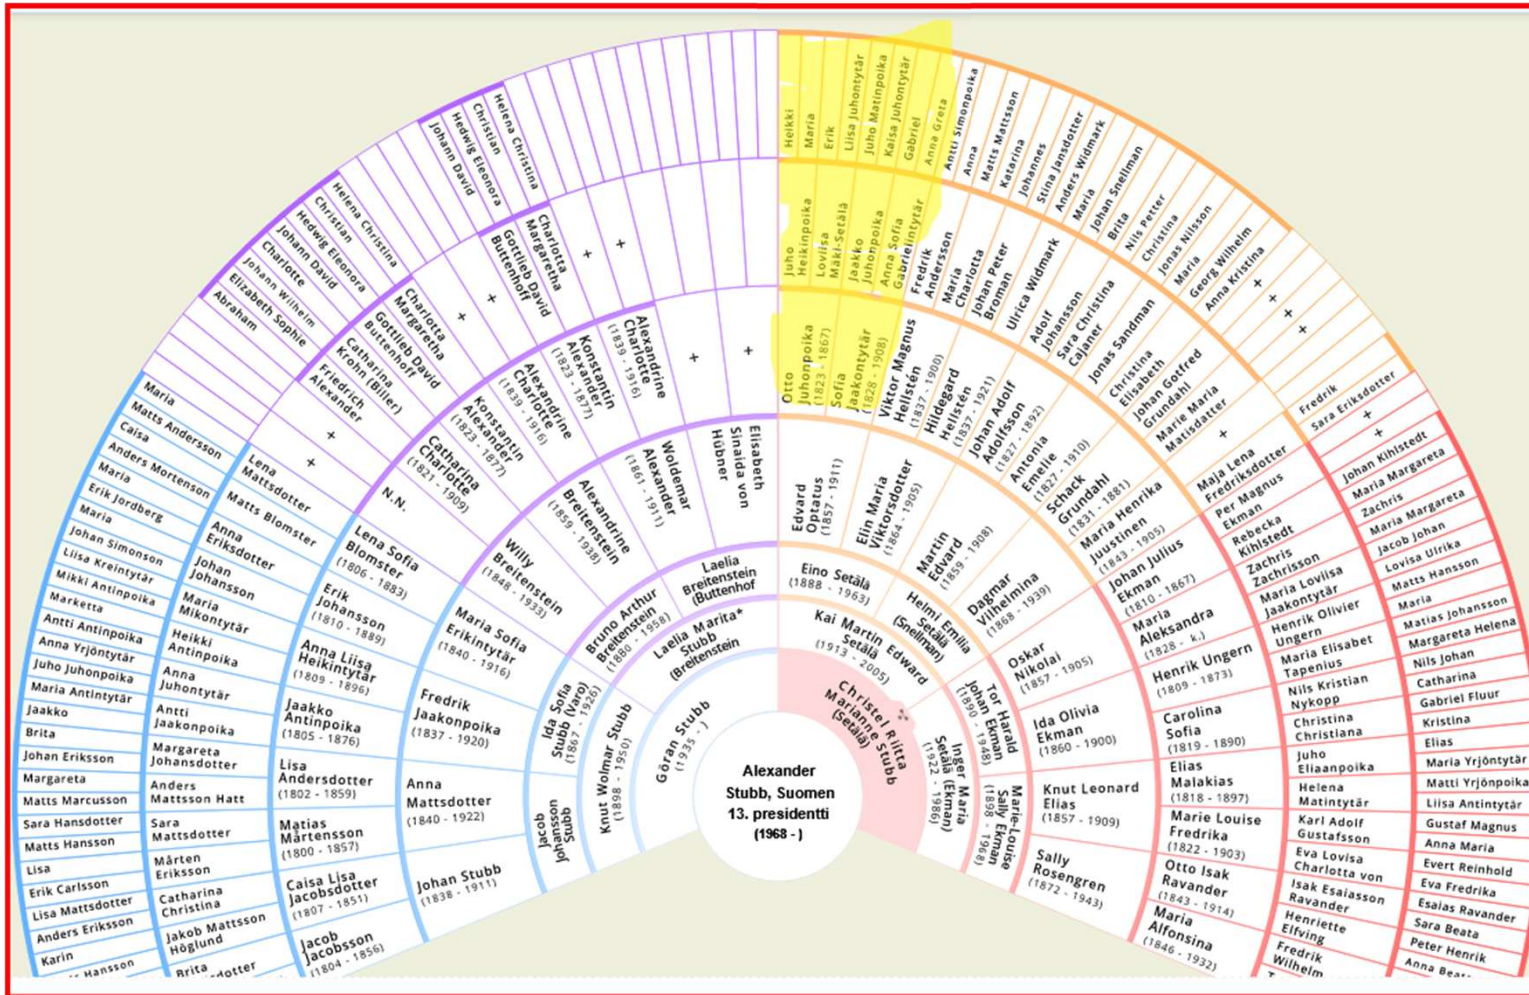 Alexander
Stubb, Suomen
13. presidentti
(1968 - )
Göran Stubb
(1935 - )
Christel Riitta
Marianne Stubb
(Setälä)
Knut Wolmar Stubb
(1898 - 1950)
Laelia Marita*
Stubb
(Breitenstein
Kai Martin Edward
Setälä
(1913 - 2005)
Inger Maria
Setälä (Ekman)
(1922 - 1986)
Jacob
Johansson
Stubb
Ida Sofia
Stubb (Varo)
(1867 - 1926)
Bruno Arthur
Breitenstein
(1880 - 1958)
Laelia
Breitenstein
(Buttenhof
Eino Setälä
(1888 - 1963)
Helmi Emilia
Setälä
(Snellman)
Tor Harald
Johan Ekman
(1890 - 1948)
Marie-Louise
Sally Ekman
(1898 - 1968)
Johan Stubb
(1838 - 1911)
Anna
Mattsdotter
(1840 - 1922)
Fredrik
Jaakonpoika
(1837 - 1920)
Maria Sofia
Erikintytär
(1840 - 1916)
Willy
Breitenstein
(1848 - 1933)
Alexandrine
Breitenstein
(1859 - 1938)
Woldemar
Alexander
(1861 - 1911)
Elisabeth
Sinaida von
Hübner
Edvard
Optatus
(1857 - 1911)
Elin Maria
Viktorsdotter
(1864 - 1905)
Martin
Edvard
(1859 - 1908)
Dagmar
Vilhelmina
(1868 - 1939)
Oskar
Nikolai
(1857 - 1905)
Ida Olivia
Ekman
(1860 - 1900)
Knut Leonard
Elias
(1857 - 1909)
Sally
Rosengren
(1872 - 1943)
Jacob
Jacobsson
(1804 - 1856)
Caisa Lisa
Jacobsdotter
(1807 - 1851)
Matias
Mårtensson
(1800 - 1857)
Lisa
Andersdotter
(1802 - 1859)
Jaakko
Antinpoika
(1805 - 1876)
Anna Liisa
Heikintytär
(1809 - 1896)
Erik
Johansson
(1810 - 1889)
Lena Sofia
Blomster
(1806 - 1883)
N.N.
Catharina
Charlotte
(1821 - 1909)
Konstantin
Alexander
(1823 - 1877)
Alexandrine
Charlotte
(1839 - 1916)
Konstantin
Alexander
(1823 - 1877)
Alexandrine
Charlotte
(1839 - 1916)
+
+
Otto
Juhonpoika
(1823 - 1867)
Sofia
Jaakontytär
(1828 - 1908)
Viktor Magnus
Hellstén
(1837 - 1900)
Hildegard
Hellstén
(1837 - 1921)
Johan Adolf
Adolfsson
(1827 - 1892)
Antonia
Emelie
(1827 - 1910)
Schack
Grundahl
(1831 - 1881)
Maria Henrika
Juustinen
(1843 - 1905)
Johan Julius
Ekman
(1810 - 1867)
Maria
Aleksandra
(1828 - k.)
Henrik Ungern
(1809 - 1873)
Carolina
Sofia
(1819 - 1890)
Elias
Malakias
(1818 - 1897)
Marie Louise
Fredrika
(1822 - 1903)
Otto Isak
Ravander
(1843 - 1914)
Maria
Alfonsina
(1846 - 1932)
Brita
Jakob Mattsson
Höglund
Catharina
Christina
Mårten
Eriksson
Sara
Mattsdotter
Anders
Mattsson Hatt
Margareta
Johansdotter
Antti
Jaakonpoika
Anna
Juhontytär
Heikki
Antinpoika
Maria
Mikontytär
Johan
Johansson
Anna
Eriksdotter
Matts Blomster
Lena
Mattsdotter
+
+
Friedrich
Alexander
Catharina
Krohn (Biller)
Gottlieb David
Buttenhoff
Charlotta
Margaretha
+
+
Gottlieb David
Buttenhoff
Charlotta
Margaretha
+
+
Juho
Heikinpoika
Loviisa
Mäki-Setälä
Jaakko
Juhonpoika
Anna Sofia
Gabrielintytär
Fredrik
Andersson
Maria
Charlotta
Johan Peter
Broman
Ulrica Widmark
Adolf
Johansson
Sara Christina
Cajaner
Jonas Sandman
Christina
Elisabeth
Johan Gotfred
Grundahl
Marie Maria
Matisdatter
+
Maja Lena
Fredriksdotter
Per Magnus
Ekman
Rebecka
Kihlstedt
Zachris
Zachrisson
Maria Loviisa
Jaakontytär
Henrik Olivier
Ungern
Maria Elisabet
Tapenius
Nils Kristian
Nykopp
Christina
Christiana
Juho
Eliaanpoika
Helena
Matintytär
Karl Adolf
Gustafsson
Eva Lovisa
Charlotta von
Isak Esaiasson
Ravander
Henriette
Elfving
Fredrik
Wilhelm
Karin
Anders Eriksson
Lisa Mattsdotter
Erik Carlsson
Lisa
Matts Hansson
Sara Hansdotter
Matts Marcusson
Margareta
Johan Eriksson
Brita
Jaakko
Maria Antintytär
Juho Juhonpoika
Anna Yrjöntytär
Antti Antinpoika
Marketta
Mikki Antinpoika
Liisa Kreintytär
Johan Simonson
Maria
Erik Jordberg
Maria
Anders Mortenson
Caisa
Matts Andersson
Maria
Abraham
Elizabeth Sophie
Johann Wilhelm
Charlotte
Johann David
Hedwig Eleonora
Christian
Helena Christina
Johann David
Hedwig Eleonora
Christian
Helena Christina
Heikki
Maria
Erik
Liisa Juhontytär
Juho Matinpoika
Kaisa Juhontytär
Gabriel
Anna Greta
Antti Simonpoika
Anna
Matts Mattsson
Katarina
Johannes
Stina Jansdotter
Anders Widmark
Maria
Johan Snellman
Brita
Nils Petter
Christina
Jonas Nilsson
Maria
Georg Wilhelm
Anna Kristina
+
+
+
Fredrik
Sara Eriksdotter
+
+
Johan Kihlstedt
Maria Margareta
Zachris
Maria Margareta
Jacob Johan
Lovisa Ulrika
Matts Hansson
Maria
Matias Johansson
Margareta Helena
Nils Johan
Catharina
Gabriel Fluur
Kristina
Elias
Maria Yrjöntytär
Matti Yrjönpoika
Liisa Antintytär
Gustaf Magnus
Anna Maria
Evert Reinhold
Eva Fredrika
Esaias Ravander
Sara Beata
Peter Henrik